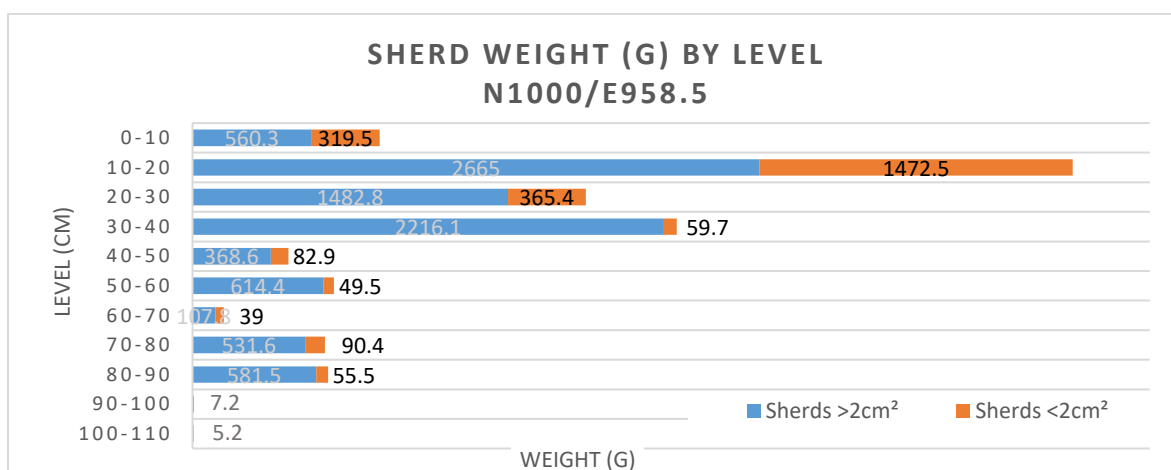 SHERD WEIGHT (G) BY LEVEL
N1000/E958.5
LEVEL (CM)
0-10 560.3 319.5
10-20 2665 1472.5
20-30 1482.8 365.4
30-40 2216.1 59.7
40-50 368.6 82.9
50-60 614.4 49.5
60-70 107.8 39
70-80 531.6 90.4
80-90 581.5 55.5
90-100 7.2
Sherds >2cm² Sherds <2cm²
100-110 5.2
WEIGHT (G)